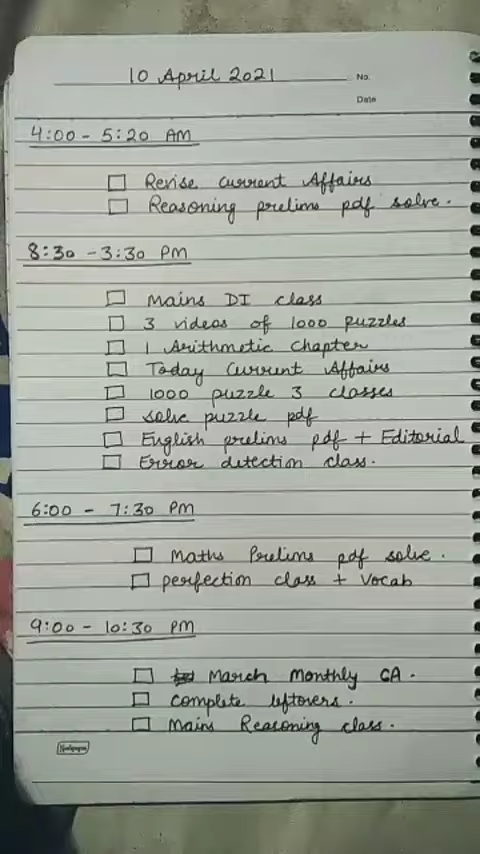 10 April 2021
No.
Date
4:00 - 5:20 AM
Revise Current Affairs
Reasoning prelims pdf solve.
8:30 - 3:30 PM
Mains DI class
3 videos of 1000 puzzles
1 Arithmetic Chapter
Today Current Affairs
1000 puzzle 3 classes
solve puzzle pdf
English prelims pdf + Editorial
Error detection class.
6:00 - 7:30 PM
Maths Prelims pdf solve.
perfection class + Vocab
9:00 - 10:30 PM
March Monthly CA.
complete leftovers.
Mains Reasoning class.